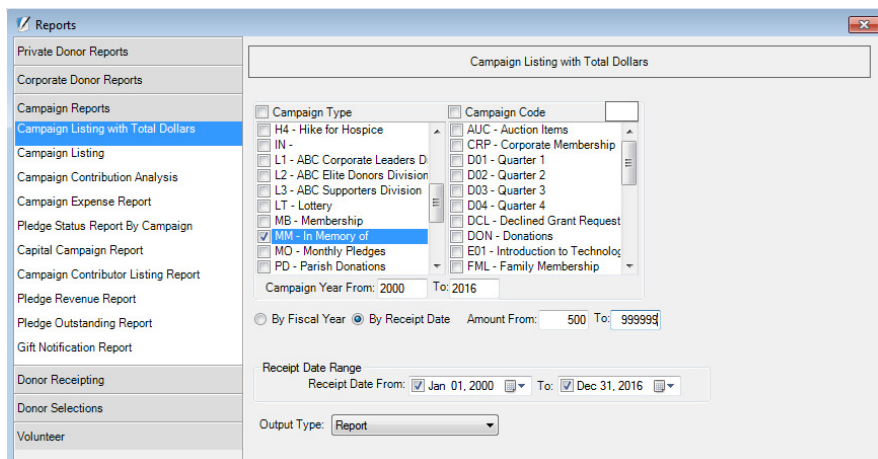 Reports
Private Donor Reports
Corporate Donor Reports
Campaign Reports
Campaign Listing with Total Dollars
Campaign Listing
Campaign Contribution Analysis
Campaign Expense Report
Pledge Status Report By Campaign
Capital Campaign Report
Campaign Contributor Listing Report
Pledge Revenue Report
Pledge Outstanding Report
Gift Notification Report
Donor Receipting
Donor Selections
Volunteer
Campaign Listing with Total Dollars
Campaign Type
H4 - Hike for Hospice
IN -
L1 - ABC Corporate Leaders D
L2 - ABC Elite Donors Division
L3 - ABC Supporters Division
LT - Lottery
MB - Membership
MM - In Memory of
MO - Monthly Pledges
PD - Parish Donations
Campaign Code
AUC - Auction Items
CRP - Corporate Membership
D01 - Quarter 1
D02 - Quarter 2
D03 - Quarter 3
D04 - Quarter 4
DCL - Declined Grant Request
DON - Donations
E01 - Introduction to Technolog
FML - Family Membership
Campaign Year From: 2000 To: 2016
By Fiscal Year By Receipt Date Amount From: 500 To: 999999
Receipt Date Range
Receipt Date From: Jan 01, 2000 To: Dec 31, 2016
Output Type: Report